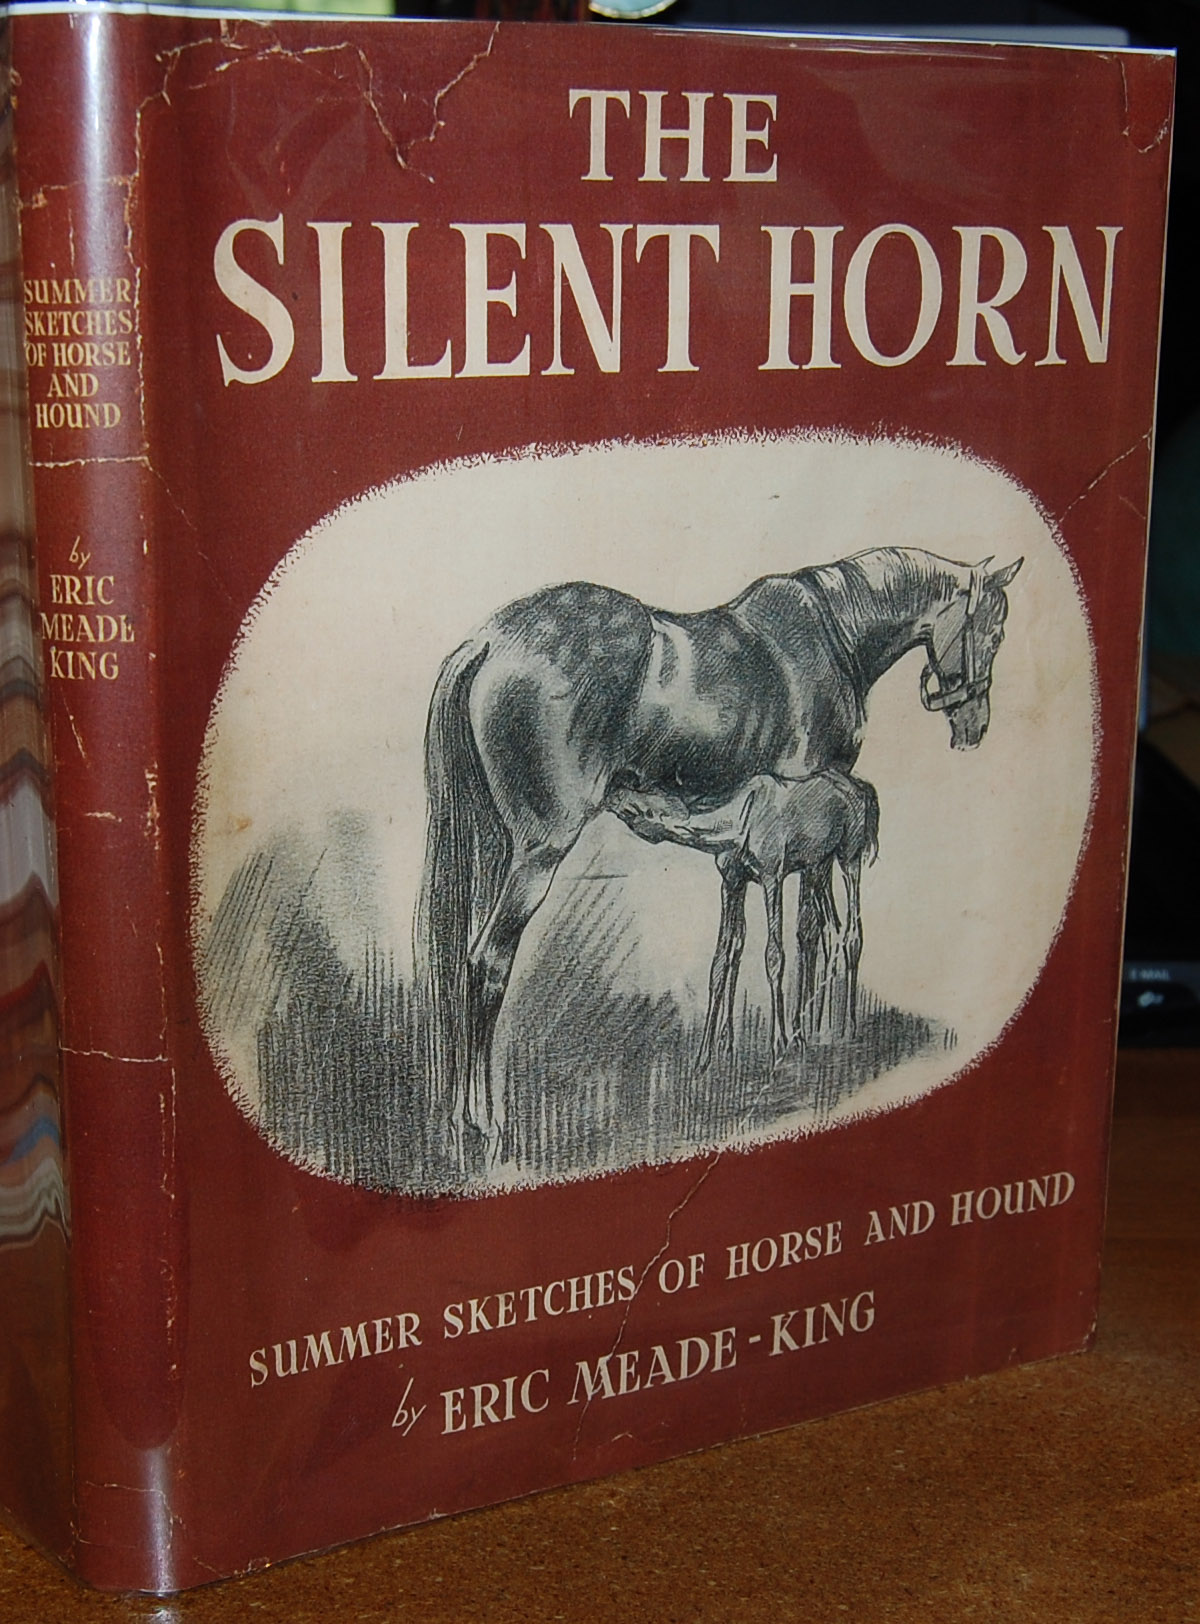 THE
SILENT HORN
SUMMER SKETCHES OF HORSE AND HOUND
by ERIC MEADE-KING
SUMMER
SKETCHES
OF HORSE
AND
HOUND
by
ERIC
MEADE
KING
E-MAIL